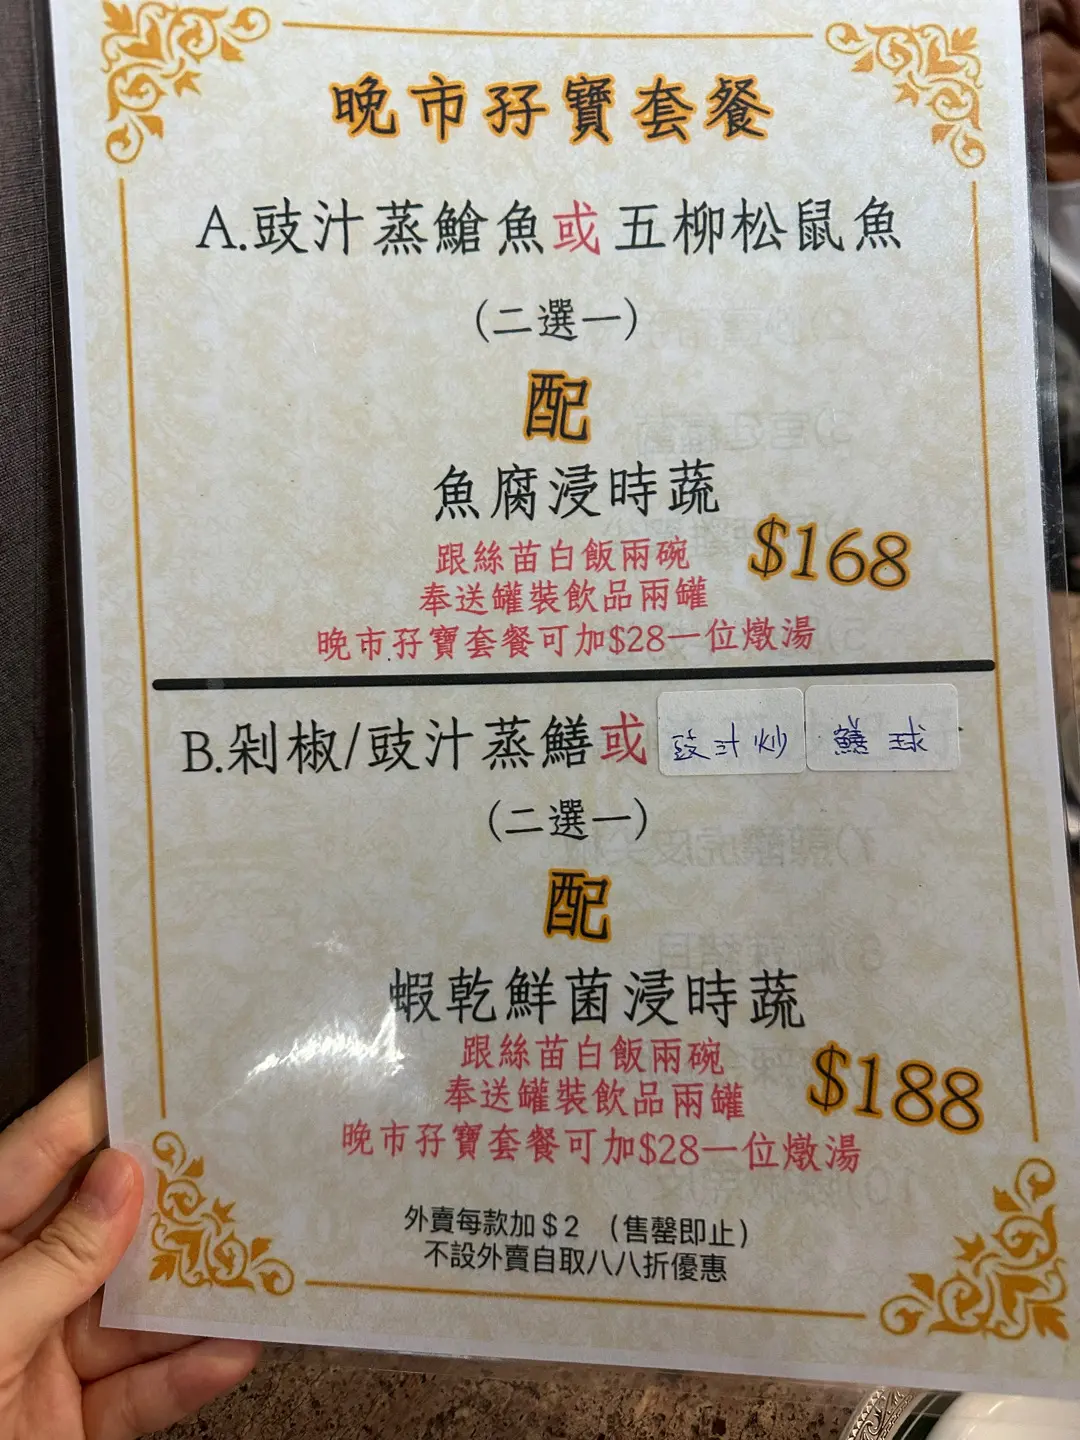 晚市孖寶套餐
A.豉汁蒸鯧魚或五柳松鼠魚
(二選一)
配
魚腐浸時蔬
跟絲苗白飯兩碗
$168
奉送罐裝飲品兩罐
晚市孖寶套餐可加$28一位燉湯
B.剁椒/豉汁蒸鱔或 豉汁炒 鱔球
(二選一)
配
蝦乾鮮菌浸時蔬
跟絲苗白飯兩碗
$188
奉送罐裝飲品兩罐
晚市孖寶套餐可加$28一位燉湯
外賣每款加$2 (售罄即止)
不設外賣自取八八折優惠